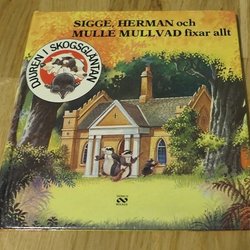 SIGGE, HERMAN och
MULLE MULLVAD fixar allt
DJUREN I SKOGSGLÄNTAN